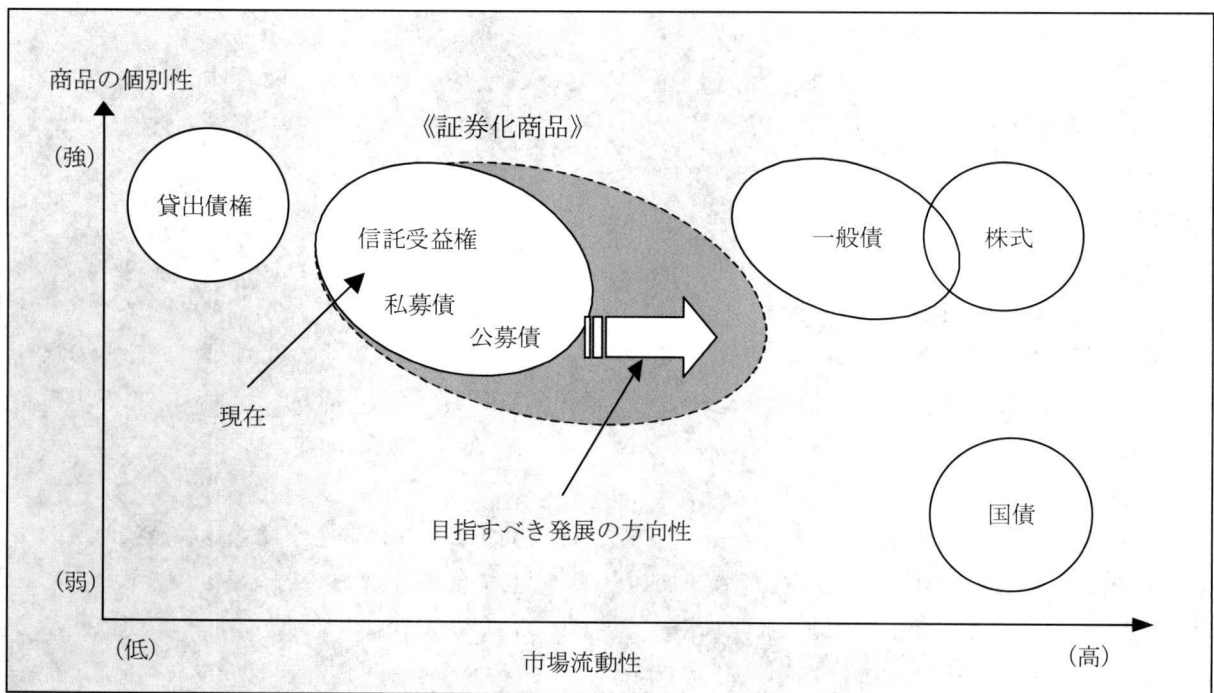 商品の個別性
(強)
《証券化商品》
貸出債権
信託受益権
私募債
公募債
一般債
株式
現在
目指すべき発展の方向性
国債
(弱)
(低)
市場流動性
(高)